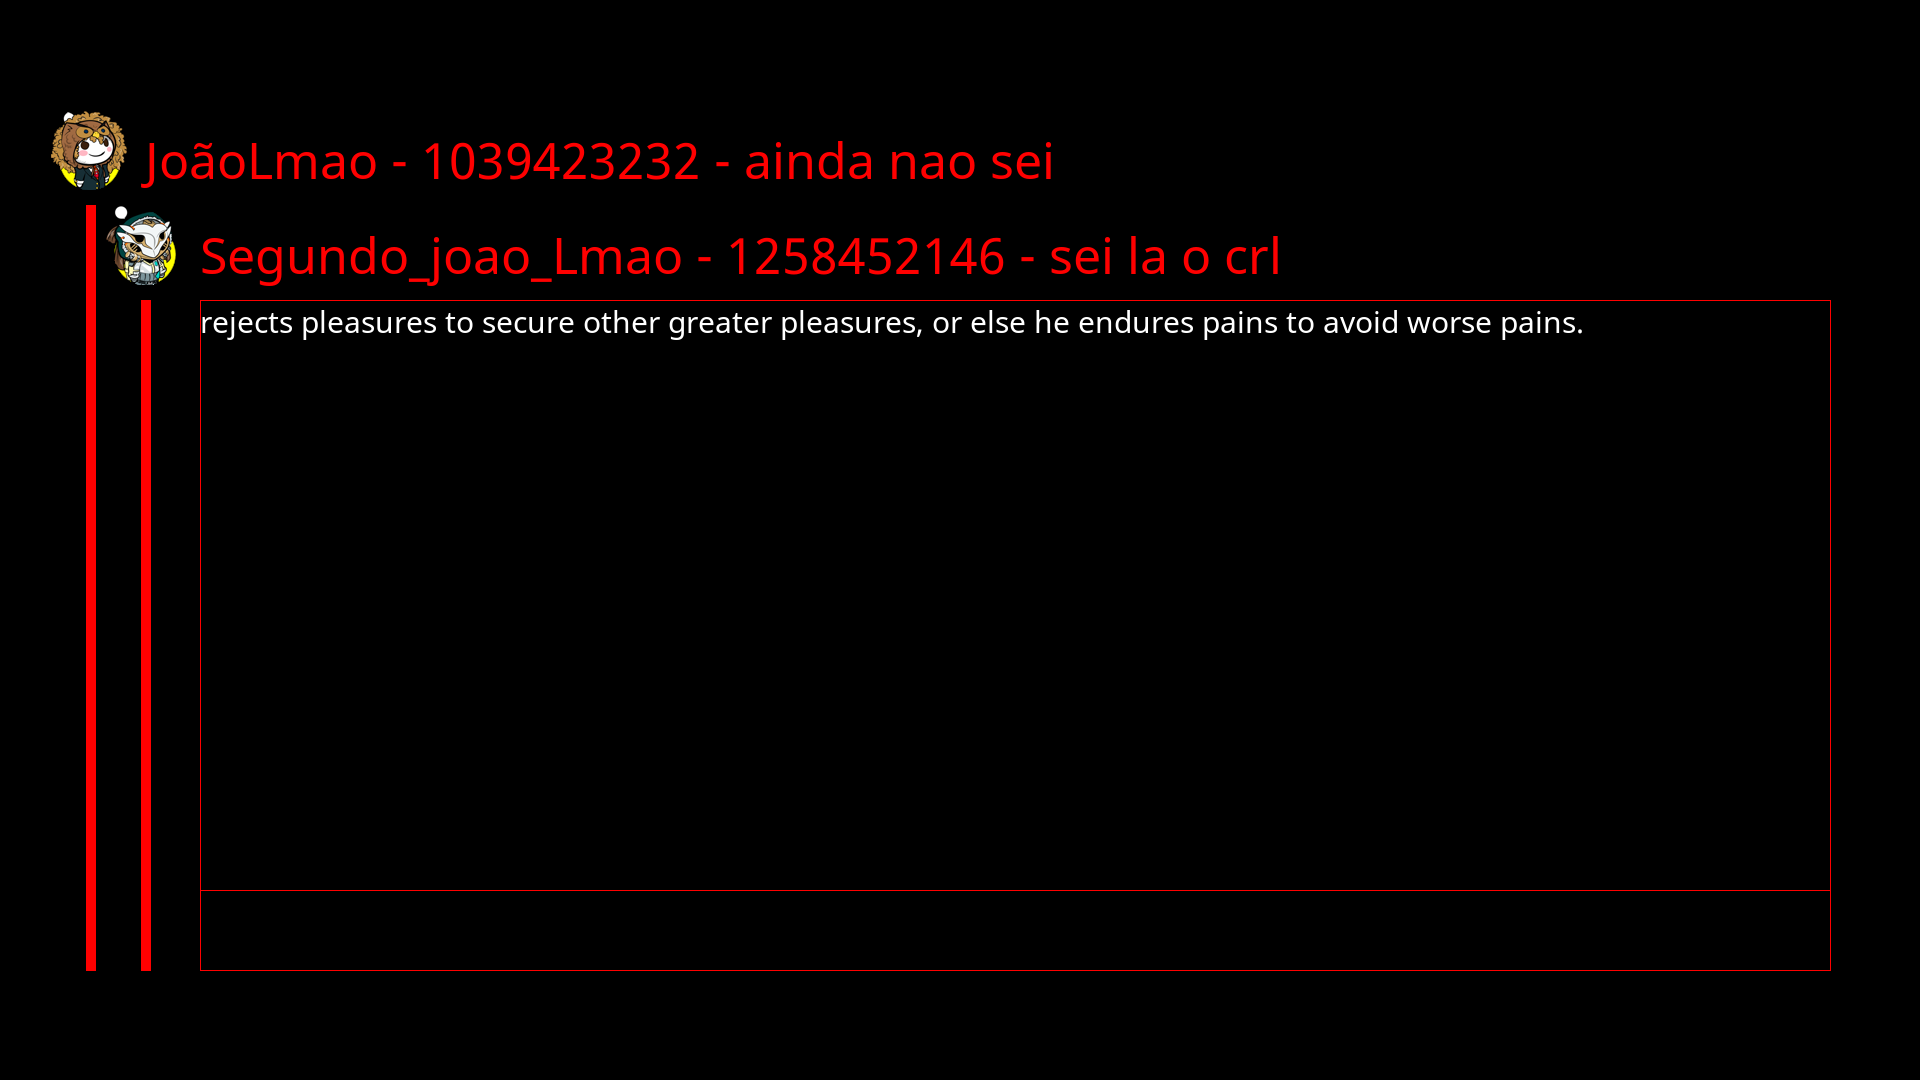 JoãoLmao - 1039423232 - ainda nao sei
Segundo_joao_Lmao - 1258452146 - sei la o crl
rejects pleasures to secure other greater pleasures, or else he endures pains to avoid worse pains.